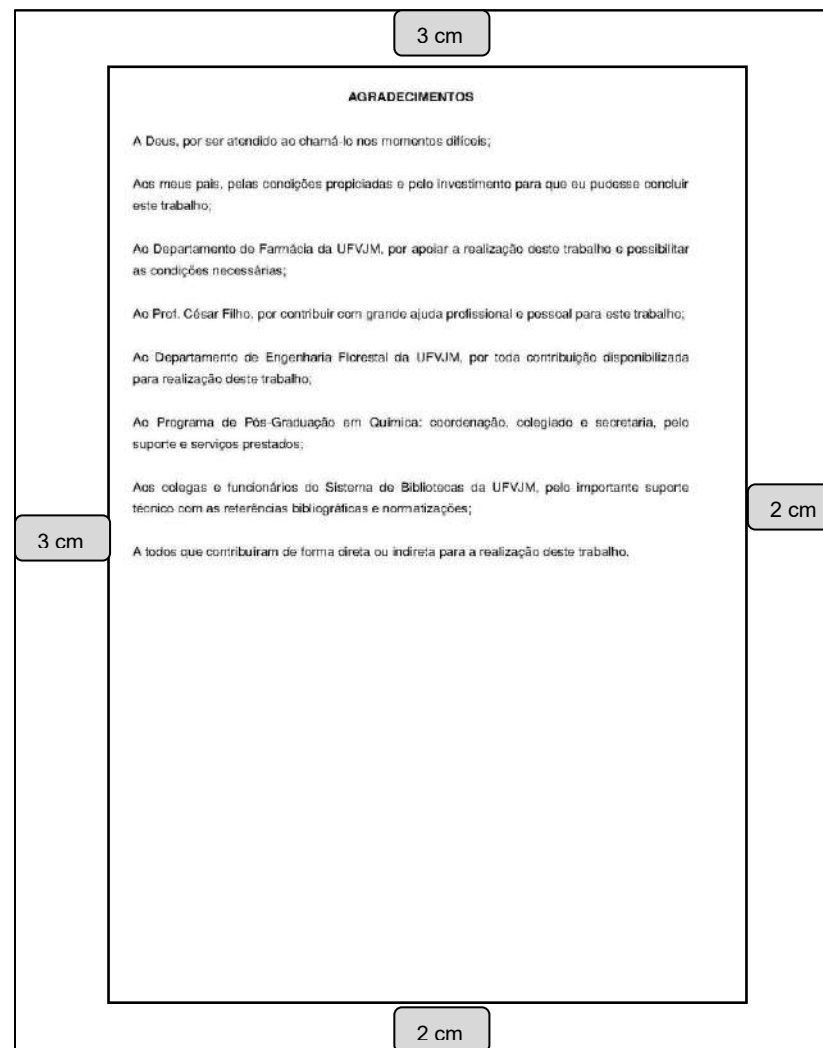 3 cm
AGRADECIMENTOS
A Deus, por ser atendido ao chamá-lo nos momentos difíceis;
Aos meus pais, pelas condições propiciadas e pelo investimento para que eu pudesse concluir
este trabalho;
Ao Departamento de Farmácia da UFVJM, por apoiar a realização deste trabalho e possibilitar
as condições necessárias;
Ao Prof. César Filho, por contribuir com grande ajuda profissional e pessoal para este trabalho;
Ao Departamento de Engenharia Florestal da UFVJM, por toda contribuição disponibilizada
para realização deste trabalho;
Ao Programa de Pós-Graduação em Química: coordenação, colegiado e secretaria, pelo
suporte e serviços prestados;
Aos colegas e funcionários do Sistema de Bibliotecas da UFVJM, pelo importante suporte
técnico com as referências bibliográficas e normatizações;
2 cm
3 cm
A todos que contribuíram de forma direta ou indireta para a realização deste trabalho.
2 cm